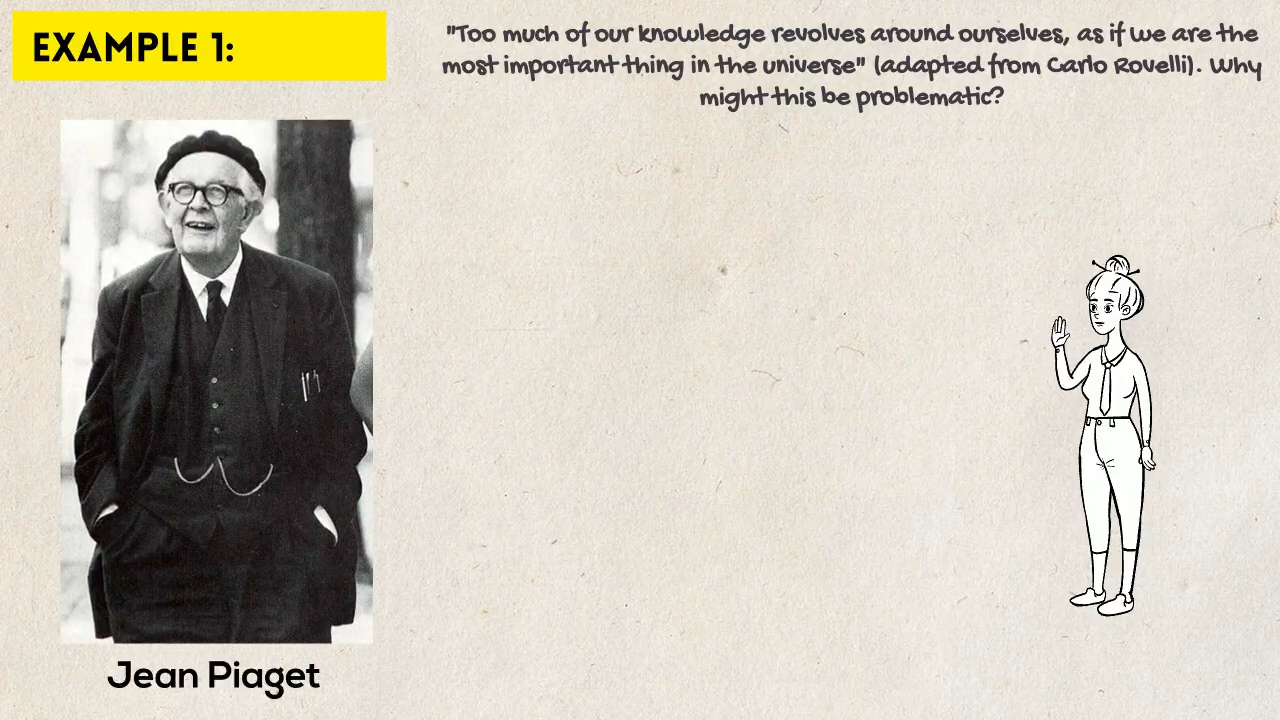 EXAMPLE 1:
"Too much of our knowledge revolves around ourselves, as if we are the
most important thing in the universe" (adapted from Carlo Rovelli). Why
might this be problematic?
Jean Piaget